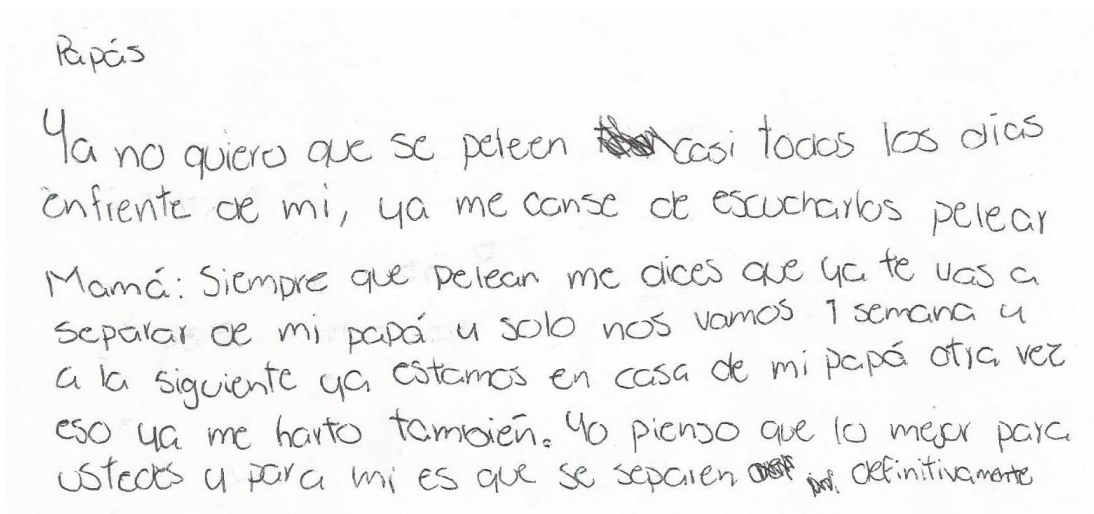 Papás
Ya no quiero que se peleen casi todos los dias
enfrente de mi, ya me canse de escucharlos pelear
Mamá: Siempre que pelean me dices que ya te vas a
separar de mi papá y solo nos vamos 1 semana y
a la siguiente ya estamos en casa de mi papá otra vez
eso ya me harto también. Yo pienso que lo mejor para
ustedes y para mi es que se separen definitivamente